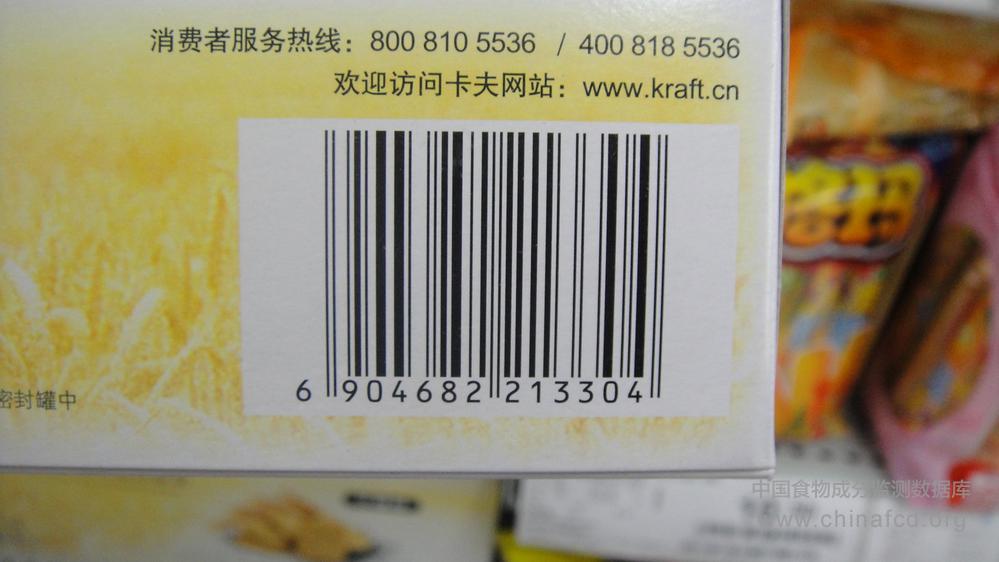 消费者服务热线：800 810 5536 / 400 818 5536
欢迎访问卡夫网站：www.kraft.cn
6 904682 213304
密封罐中
中国食物成分监测数据库
www.chinafcd.org